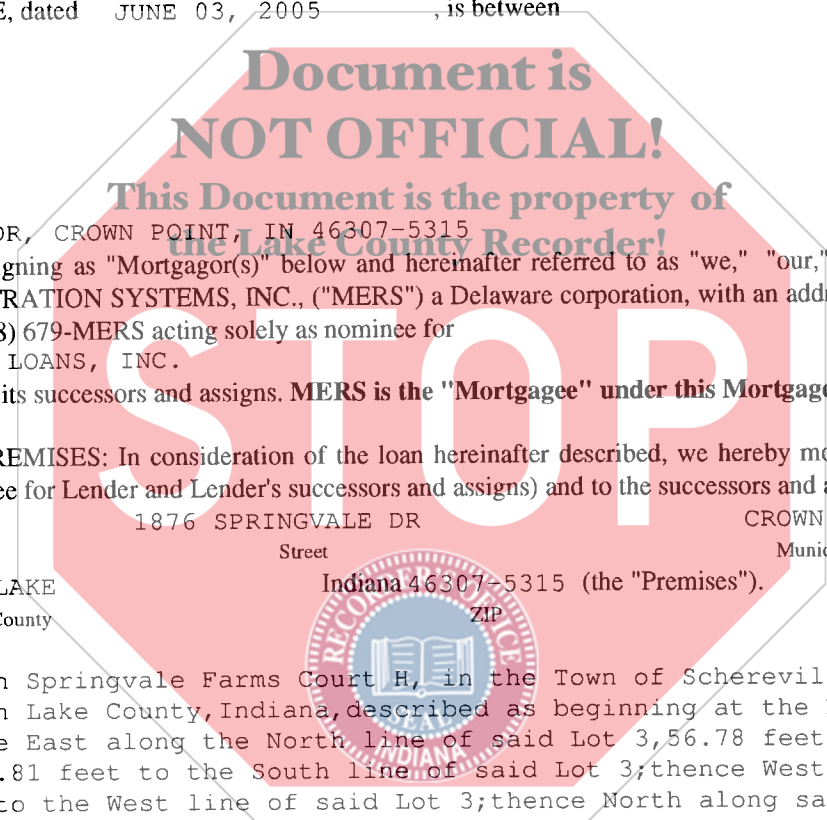 E, dated JUNE 03, 2005 , is between
Document is
NOT OFFICIAL!
This Document is the property of
the Lake County Recorder!
DR, CROWN POINT, IN 46307-5315
gning as "Mortgagor(s)" below and hereinafter referred to as "we," "our,"
TRATION SYSTEMS, INC., ("MERS") a Delaware corporation, with an addr
8) 679-MERS acting solely as nominee for
LOANS, INC.
its successors and assigns. MERS is the "Mortgagee" under this Mortgage
STOP
REMISES: In consideration of the loan hereinafter described, we hereby mo
ee for Lender and Lender's successors and assigns) and to the successors and a
1876 SPRINGVALE DR CROWN
Street Munic
LAKE Indiana 46307-5315 (the "Premises").
County ZIP
RECORDER'S OFFICE
SEAL
INDIANA
n Springvale Farms Court H, in the Town of Scherevil
n Lake County,Indiana,described as beginning at the
e East along the North line of said Lot 3,56.78 feet
.81 feet to the South line of said Lot 3;thence West
to the West line of said Lot 3;thence North along sa